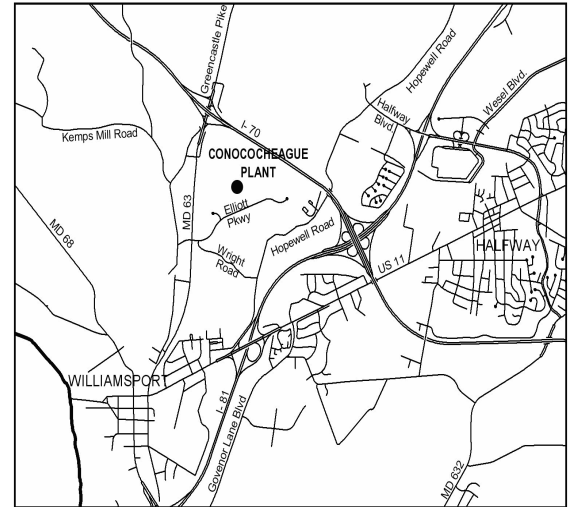 Greencastle Pike
Hopewell Road
Wesel Blvd.
Halfway
Blvd
I-70
Kemps Mill Road
CONOCOCHEAGUE
PLANT
MD 63
Elliott
Pkwy
MD 68
Wright
Road
Hopewell Road
US 11
HALFWAY
WILLIAMSPORT
I-81
Govenor Lane Blvd
MD 632